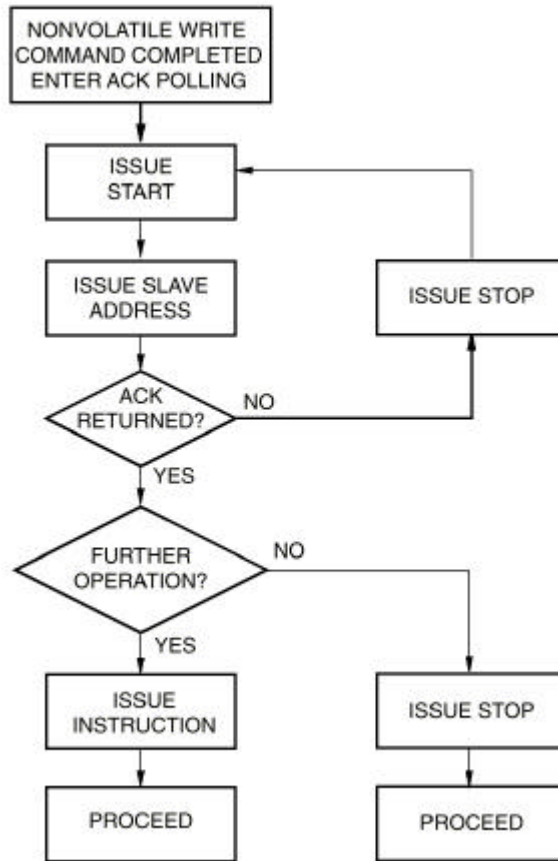 NONVOLATILE WRITE
COMMAND COMPLETED
ENTER ACK POLLING
ISSUE
START
ISSUE SLAVE
ADDRESS
ISSUE STOP
ACK
RETURNED?
NO
YES
FURTHER
OPERATION?
NO
YES
ISSUE
INSTRUCTION
ISSUE STOP
PROCEED
PROCEED